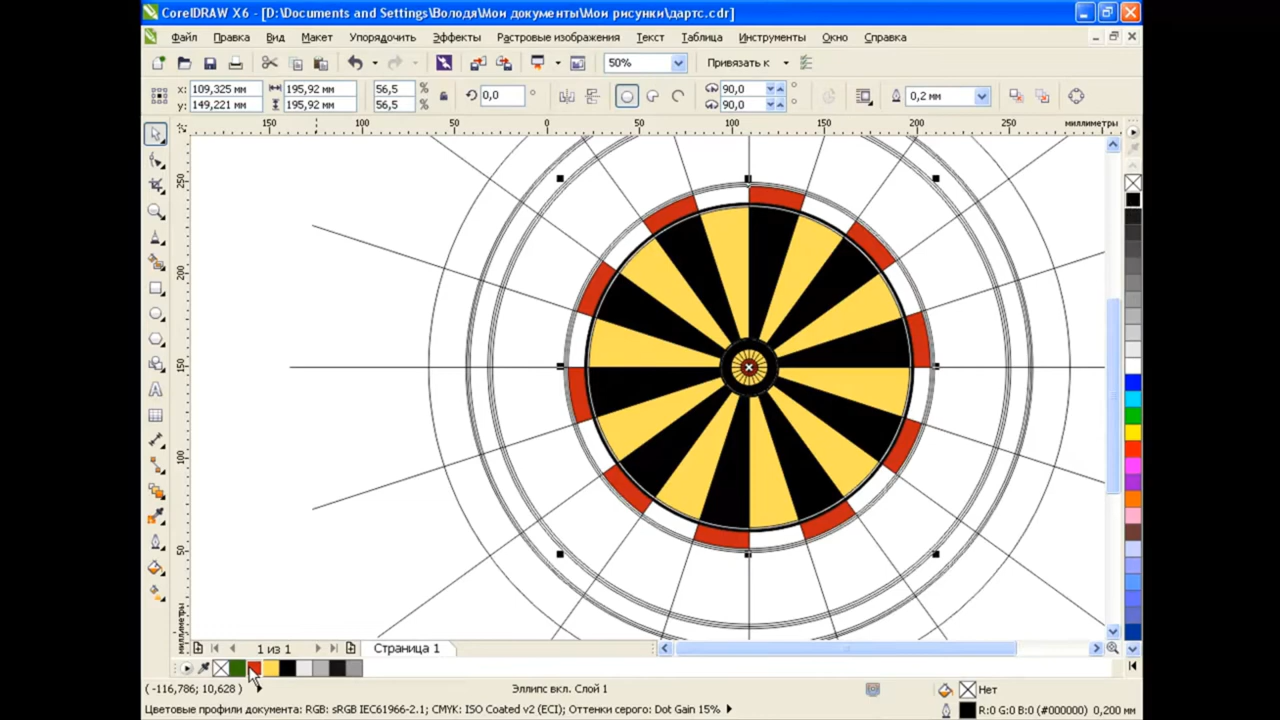 CorelDRAW X6 - [D:\Documents and Settings\Володя\Мои документы\Мои рисунки\дартс.cdr]
Файл Правка Вид Макет Упорядочить Эффекты Растровые изображения Текст Таблица Инструменты Окно Справка
50% Привязать к
x: 109,325 мм 195,92 мм 56,5 % 0,0 ° 90,0 ° 0,2 мм
y: 149,221 мм 195,92 мм 56,5 % 90,0 °
150 100 50 0 50 100 150 200 250 миллиметры
250
200
150
100
50
миллиметры
1 из 1 Страница 1
( -116,786; 10,628 ) Эллипс вкл. Слой 1 Нет
Цветовые профили документа: RGB: sRGB IEC61966-2.1; CMYK: ISO Coated v2 (ECI); Оттенки серого: Dot Gain 15% R:0 G:0 B:0 (#000000) 0,200 мм